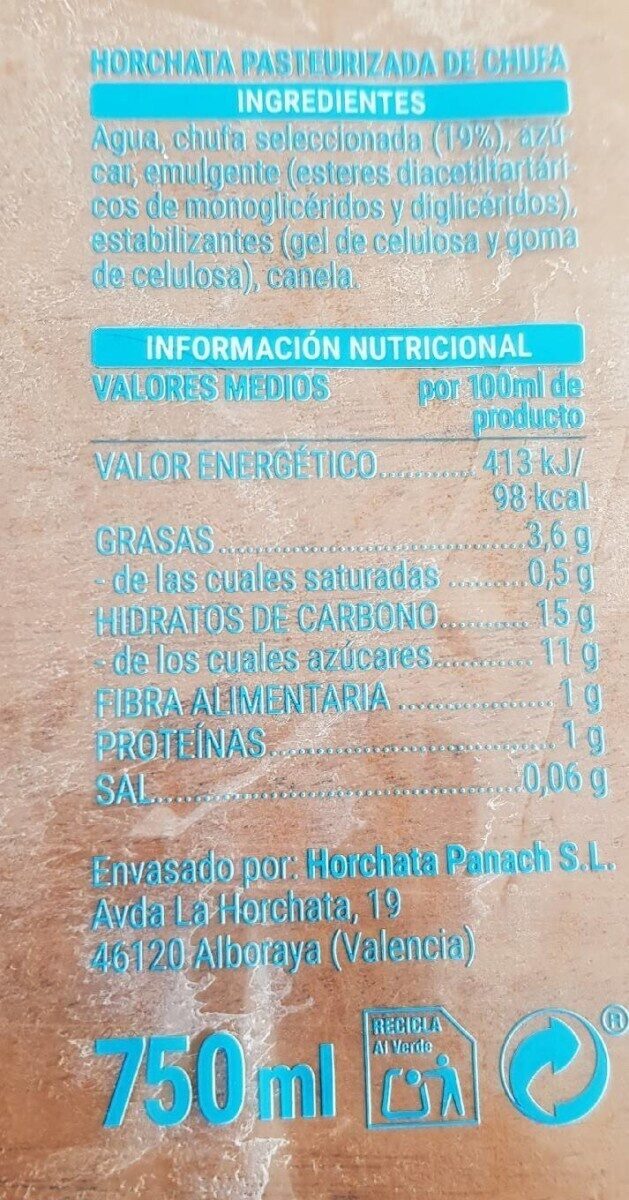 HORCHATA PASTEURIZADA DE CHUFA
INGREDIENTES
Agua, chufa seleccionada (19%), azú-
car, emulgente (esteres diacetiltartári-
cos de monoglicéridos y diglicéridos),
estabilizantes (gel de celulosa y goma
de celulosa), canela.
INFORMACIÓN NUTRICIONAL
VALORES MEDIOS por 100ml de
producto
VALOR ENERGÉTICO............ 413 kJ/
98 kcal
GRASAS.....................................3,6 g
- de las cuales saturadas .........0,5 g
HIDRATOS DE CARBONO...........15 g
- de los cuales azúcares............ 11 g
FIBRA ALIMENTARIA .................. 1 g
PROTEÍNAS................................. 1 g
SAL..............................................0,06 g
Envasado por: Horchata Panach S.L.
Avda La Horchata, 19
46120 Alboraya (Valencia)
750 ml
RECICLA
Al Verde
®